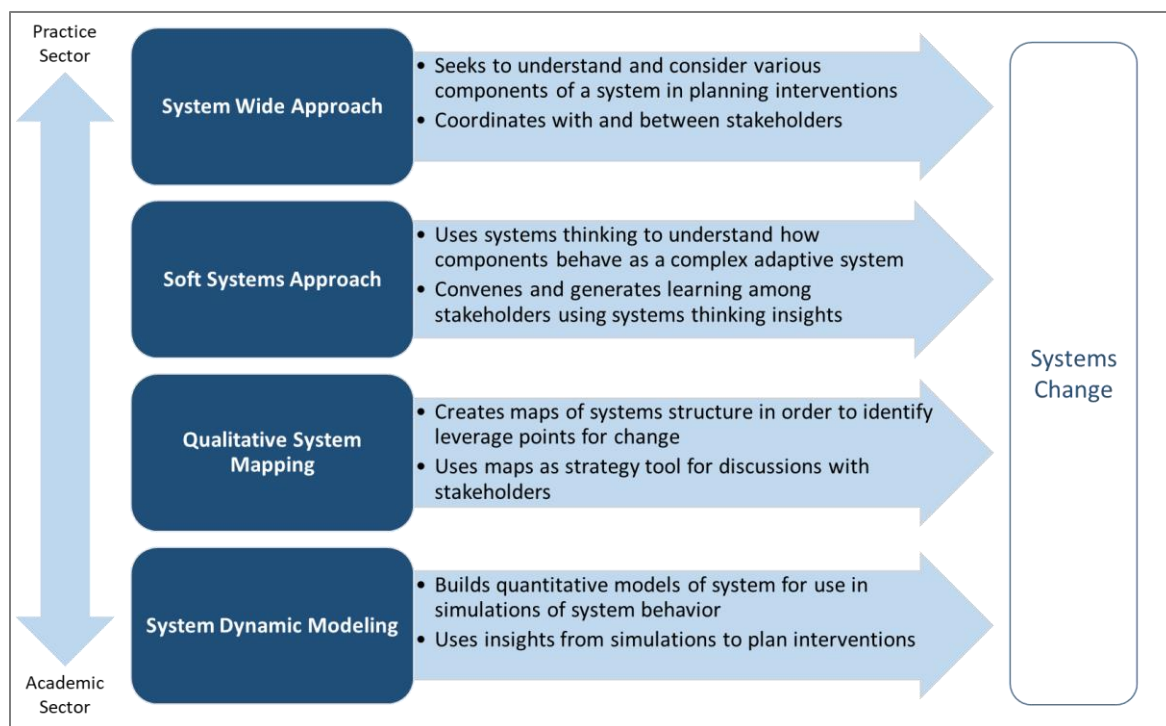 Practice
Sector
System Wide Approach
• Seeks to understand and consider various
components of a system in planning interventions
• Coordinates with and between stakeholders
Soft Systems Approach
• Uses systems thinking to understand how
components behave as a complex adaptive system
• Convenes and generates learning among
stakeholders using systems thinking insights
Qualitative System
Mapping
• Creates maps of systems structure in order to identify
leverage points for change
• Uses maps as strategy tool for discussions with
stakeholders
System Dynamic Modeling
• Builds quantitative models of system for use in
simulations of system behavior
• Uses insights from simulations to plan interventions
Academic
Sector
Systems
Change